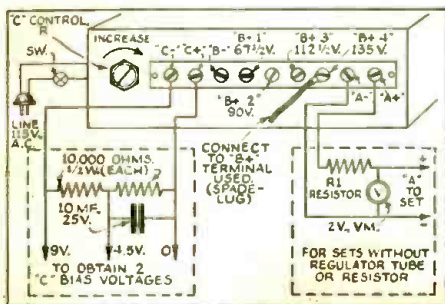 "C" CONTROL,
R
SW.
INCREASE
LINE
115V.
A.C.
"C-"
"C+"
"B-"
"B+1"
67½V.
"B+2"
90V.
"B+3"
112½V.
"B+4"
135V.
"A-"
"A+"
10,000 OHMS,
1/2W. (EACH)
10 MF.
25V.
9V.
4.5V.
0
TO OBTAIN 2
"C" BIAS VOLTAGES
CONNECT
TO "B+"
TERMINAL
USED.
(SPADE-
LUG)
R1
RESISTOR
V
+
"A"
TO
SET
-
2V., VM.
FOR SETS WITHOUT
REGULATOR TUBE
OR RESISTOR